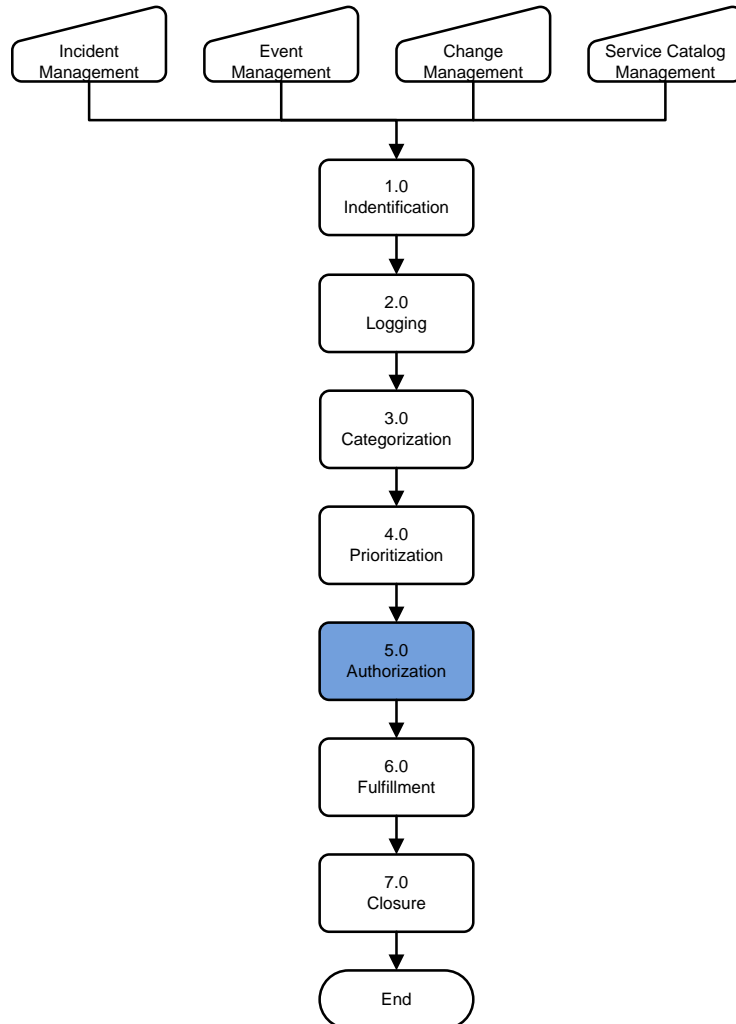 Incident
Management
Event
Management
Change
Management
Service Catalog
Management
1.0
Indentification
2.0
Logging
3.0
Categorization
4.0
Prioritization
5.0
Authorization
6.0
Fulfillment
7.0
Closure
End